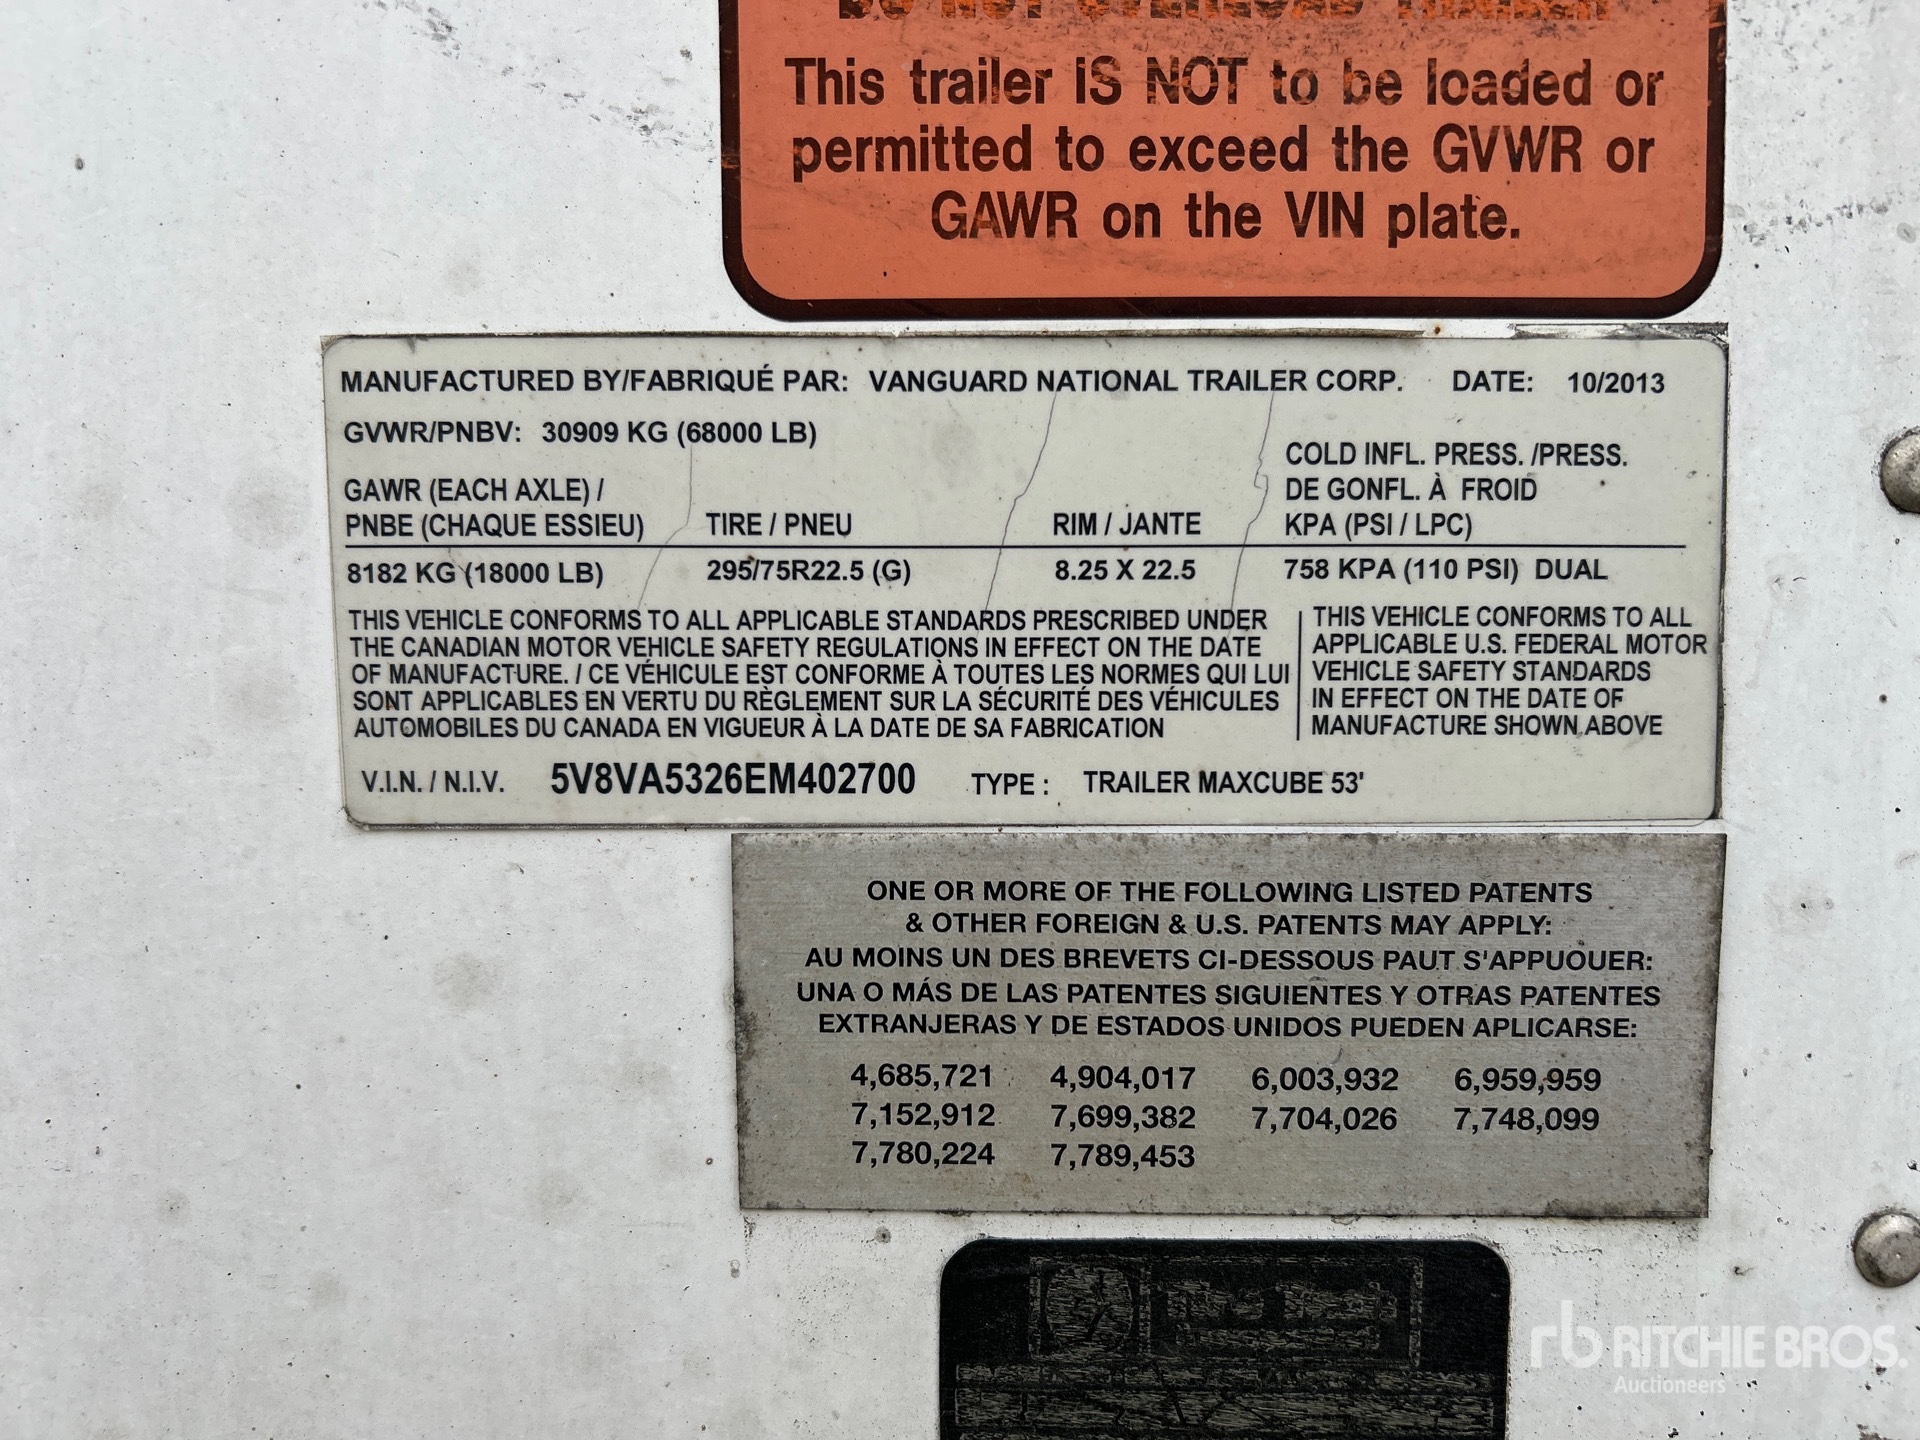 DO NOT OVERLOAD TRAILER
This trailer IS NOT to be loaded or
permitted to exceed the GVWR or
GAWR on the VIN plate.
MANUFACTURED BY/FABRIQUÉ PAR: VANGUARD NATIONAL TRAILER CORP. DATE: 10/2013
GVWR/PNBV: 30909 KG (68000 LB)
GAWR (EACH AXLE) /
PNBE (CHAQUE ESSIEU)
TIRE / PNEU
RIM / JANTE
COLD INFL. PRESS. /PRESS.
DE GONFL. À FROID
KPA (PSI / LPC)
8182 KG (18000 LB) 295/75R22.5 (G) 8.25 X 22.5 758 KPA (110 PSI) DUAL
THIS VEHICLE CONFORMS TO ALL APPLICABLE STANDARDS PRESCRIBED UNDER
THE CANADIAN MOTOR VEHICLE SAFETY REGULATIONS IN EFFECT ON THE DATE
OF MANUFACTURE. / CE VÉHICULE EST CONFORME À TOUTES LES NORMES QUI LUI
SONT APPLICABLES EN VERTU DU RÈGLEMENT SUR LA SÉCURITÉ DES VÉHICULES
AUTOMOBILES DU CANADA EN VIGUEUR À LA DATE DE SA FABRICATION
THIS VEHICLE CONFORMS TO ALL
APPLICABLE U.S. FEDERAL MOTOR
VEHICLE SAFETY STANDARDS
IN EFFECT ON THE DATE OF
MANUFACTURE SHOWN ABOVE
V.I.N. / N.I.V. 5V8VA5326EM402700 TYPE : TRAILER MAXCUBE 53'
ONE OR MORE OF THE FOLLOWING LISTED PATENTS
& OTHER FOREIGN & U.S. PATENTS MAY APPLY:
AU MOINS UN DES BREVETS CI-DESSOUS PAUT S'APPUOUER:
UNA O MÁS DE LAS PATENTES SIGUIENTES Y OTRAS PATENTES
EXTRANJERAS Y DE ESTADOS UNIDOS PUEDEN APLICARSE:
4,685,721 4,904,017 6,003,932 6,959,959
7,152,912 7,699,382 7,704,026 7,748,099
7,780,224 7,789,453
rb RITCHIE BROS.
Auctioneers